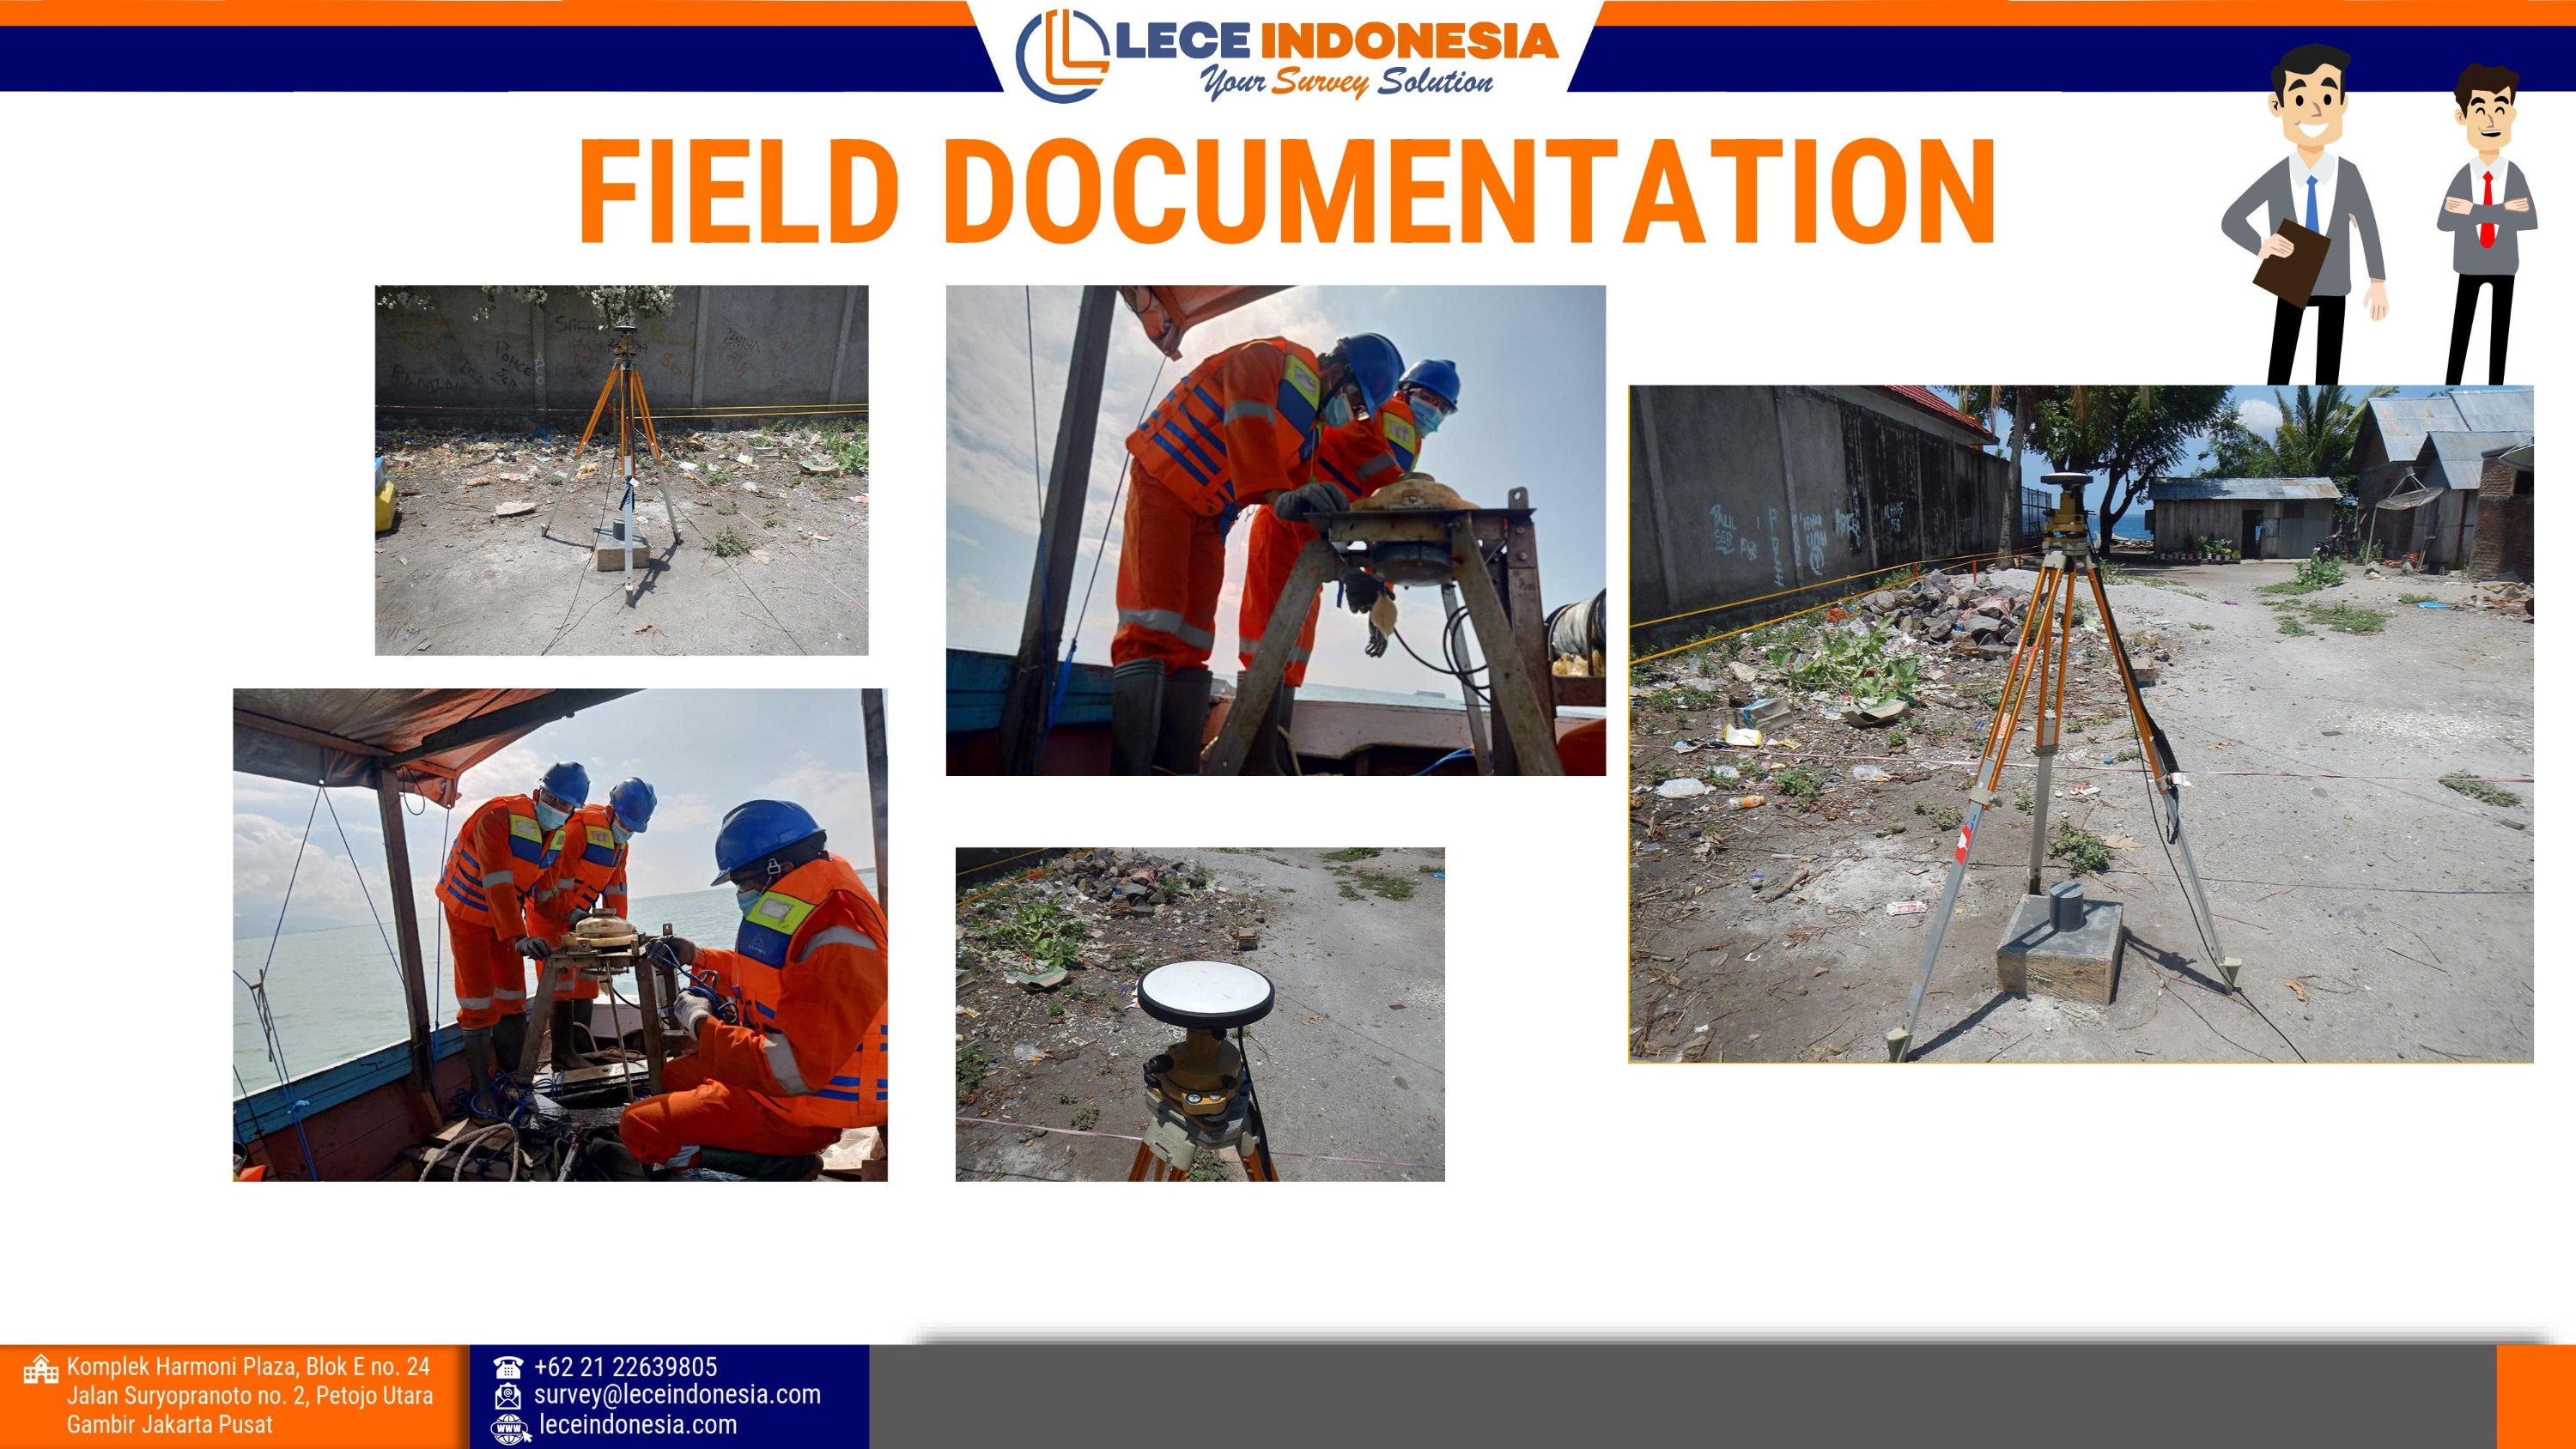 LECE INDONESIA
Your Survey Solution
FIELD DOCUMENTATION
Komplek Harmoni Plaza, Blok E no. 24
Jalan Suryopranoto no. 2, Petojo Utara
Gambir Jakarta Pusat
+62 21 22639805
survey@leceindonesia.com
www
leceindonesia.com